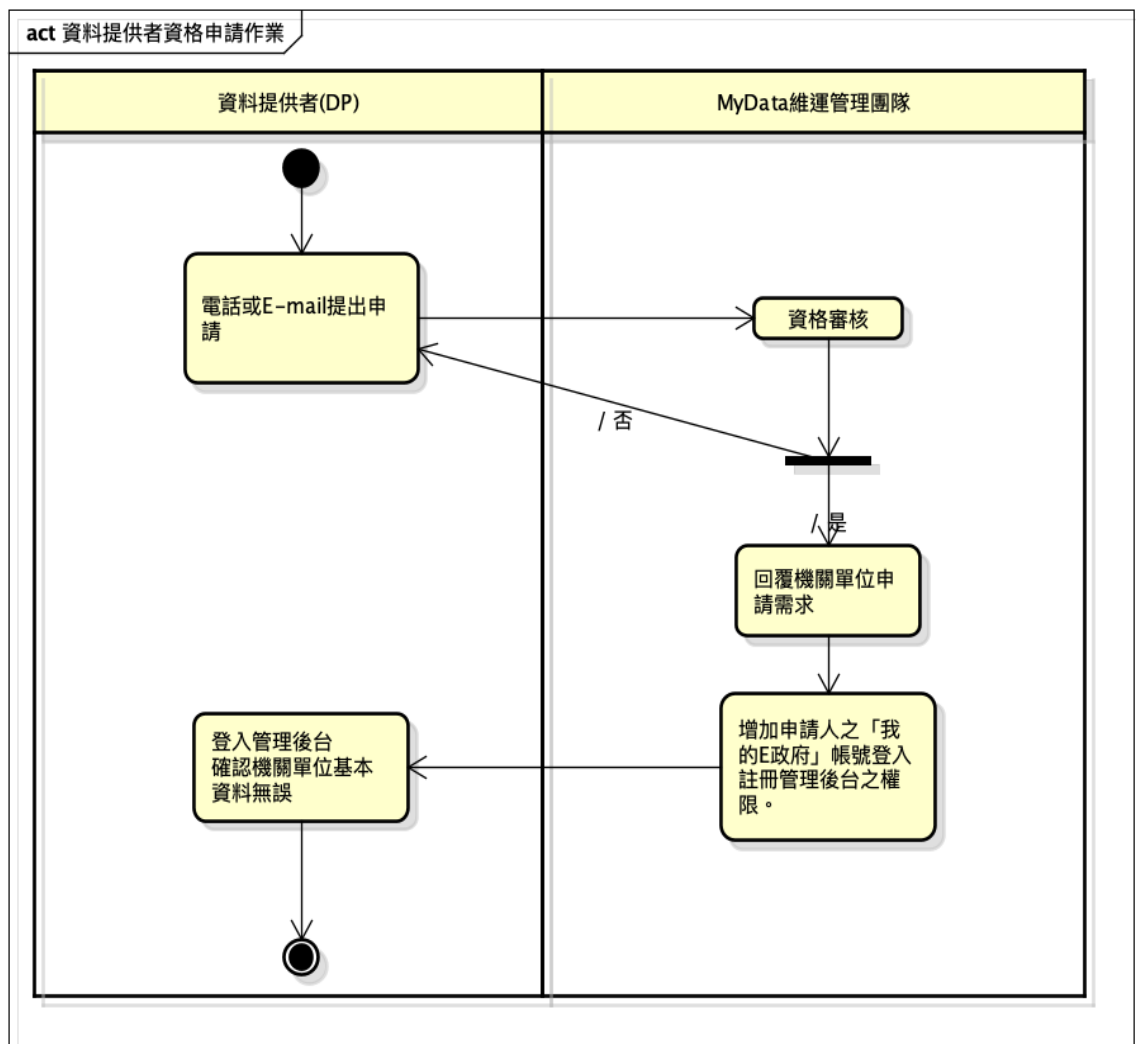 act 資料提供者資格申請作業
資料提供者(DP)
MyData維運管理團隊
電話或E-mail提出申
請
資格審核
/ 否
/ 是
回覆機關單位申
請需求
增加申請人之「我
的E政府」帳號登入
註冊管理後台之權
限。
登入管理後台
確認機關單位基本
資料無誤